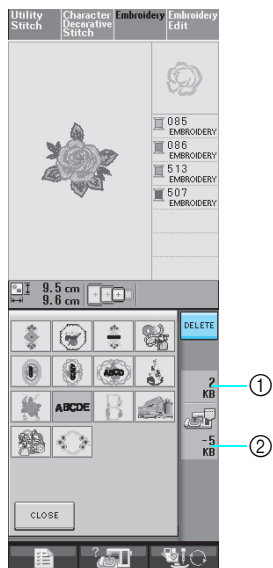 Utility Stitch
Character Decorative Stitch
Embroidery
Embroidery Edit
085
EMBROIDERY
086
EMBROIDERY
513
EMBROIDERY
507
EMBROIDERY
9.5 cm
9.6 cm
DELETE
2 KB
①
-5 KB
②
ABCD
ABCDE
B
CLOSE
?